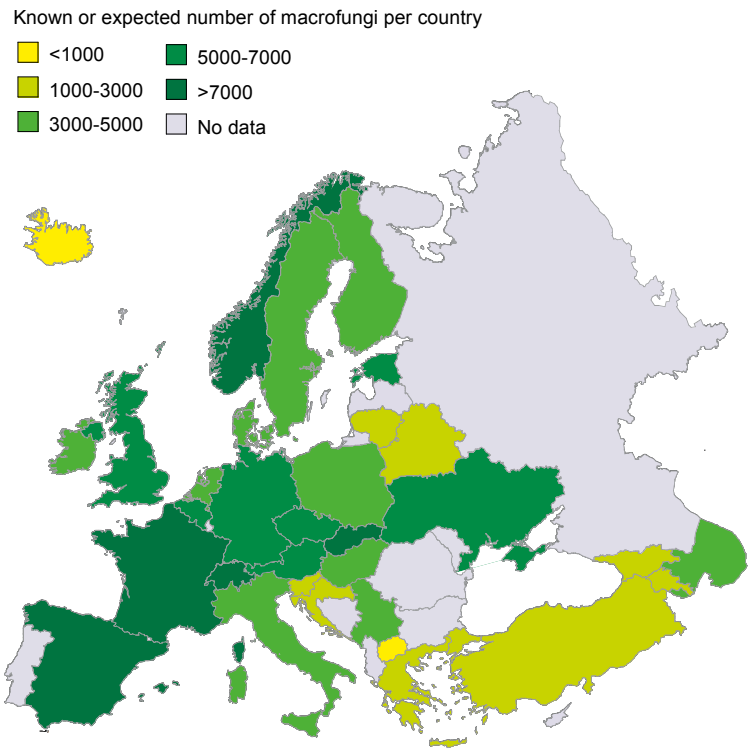 Known or expected number of macrofungi per country
<1000
1000-3000
3000-5000
5000-7000
>7000
No data